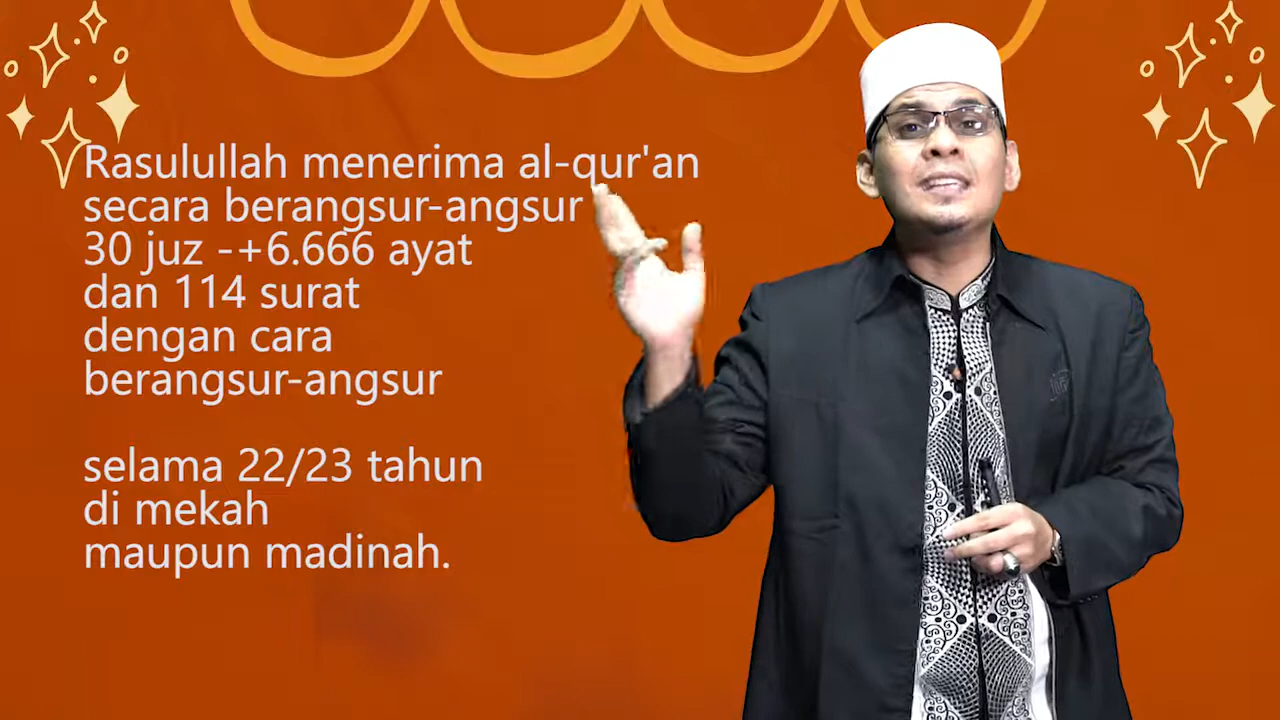 Rasulullah menerima al-qur'an
secara berangsur-angsur
30 juz -+6.666 ayat
dan 114 surat
dengan cara
berangsur-angsur
selama 22/23 tahun
di mekah
maupun madinah.